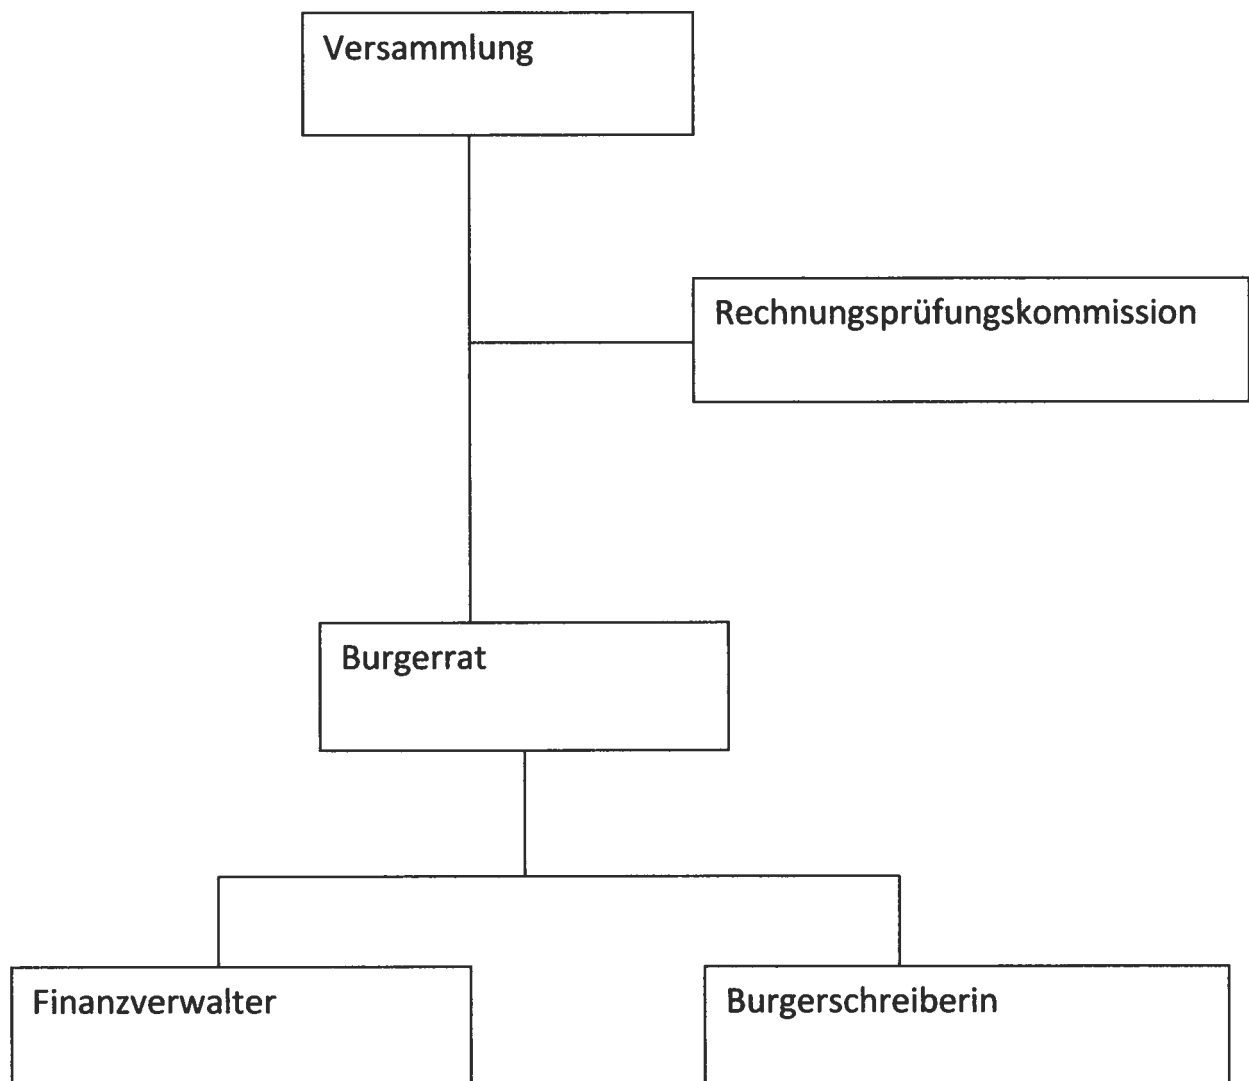 Versammlung
Rechnungsprüfungskommission
Burgerrat
Finanzverwalter
Burgerschreiberin